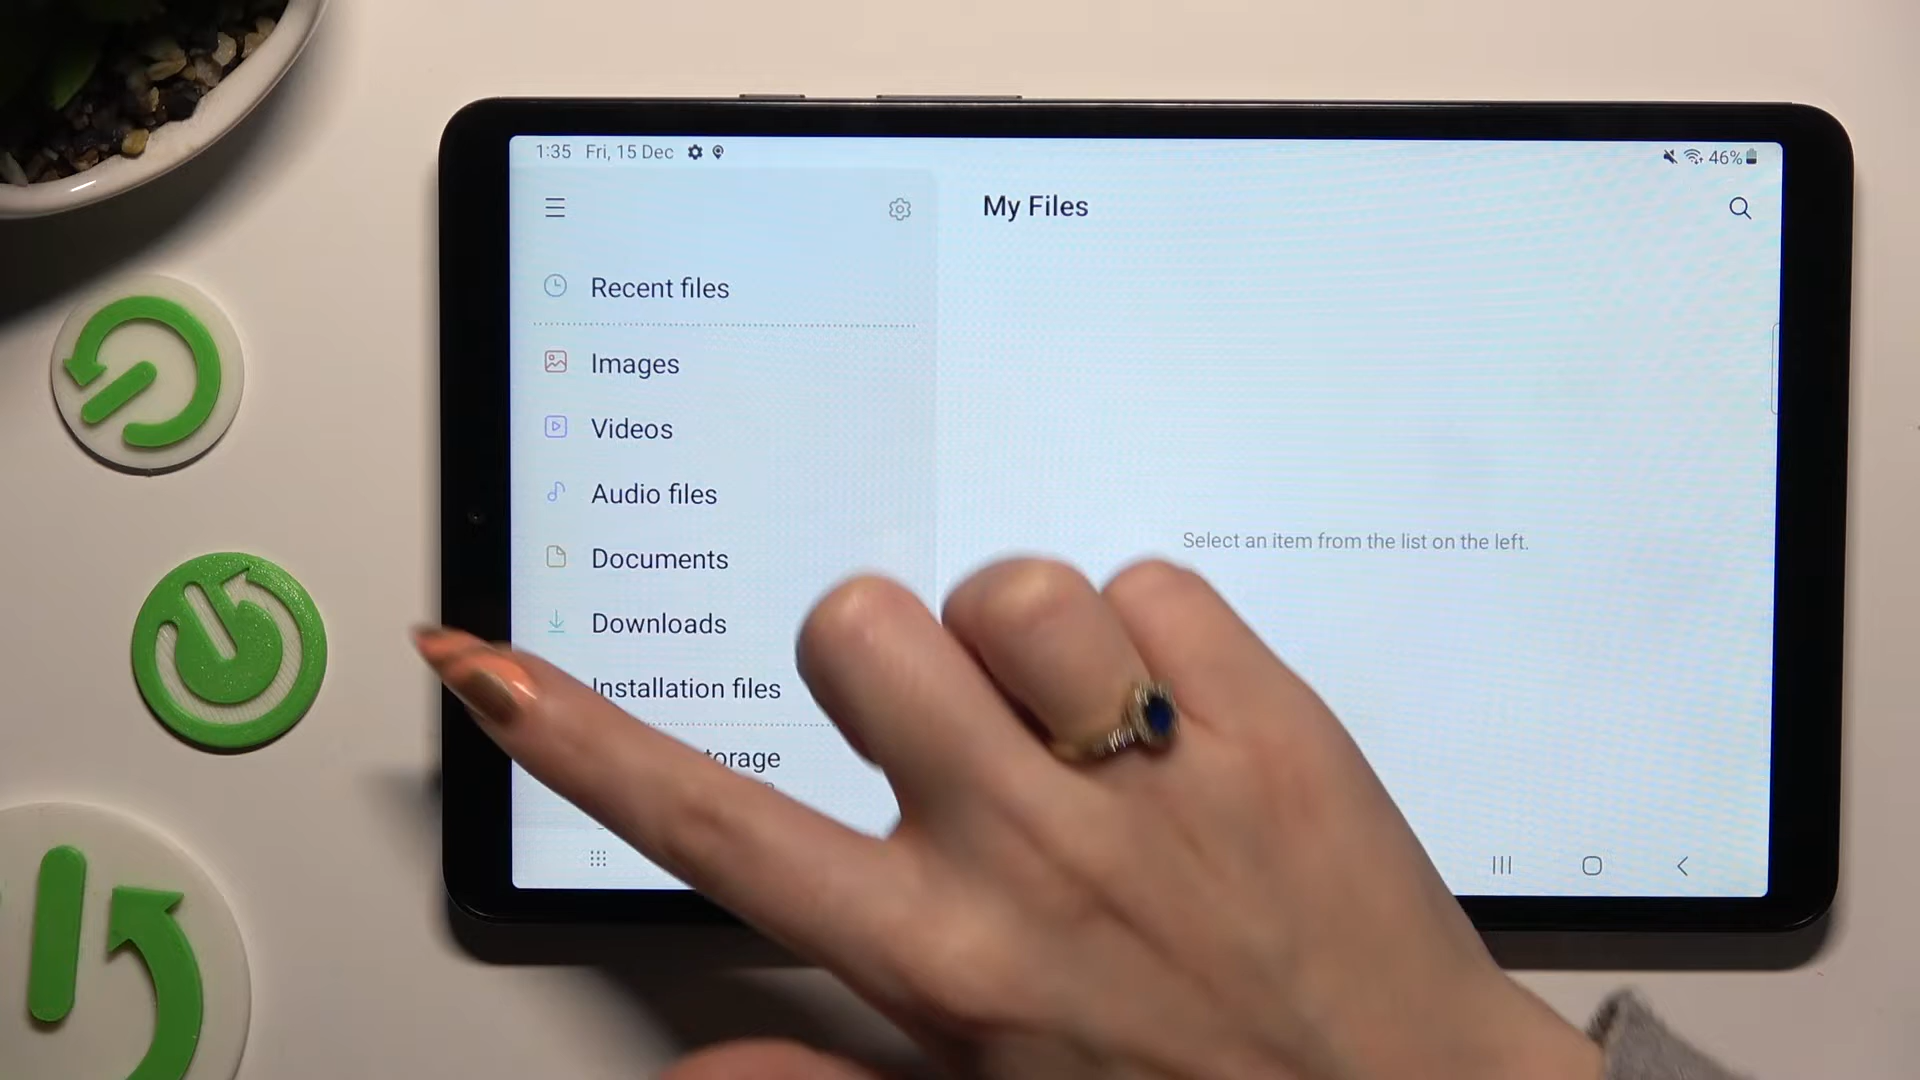 1:35 Fri, 15 Dec
46%
My Files
Recent files
Images
Videos
Audio files
Documents
Select an item from the list on the left.
Downloads
Installation files
orage